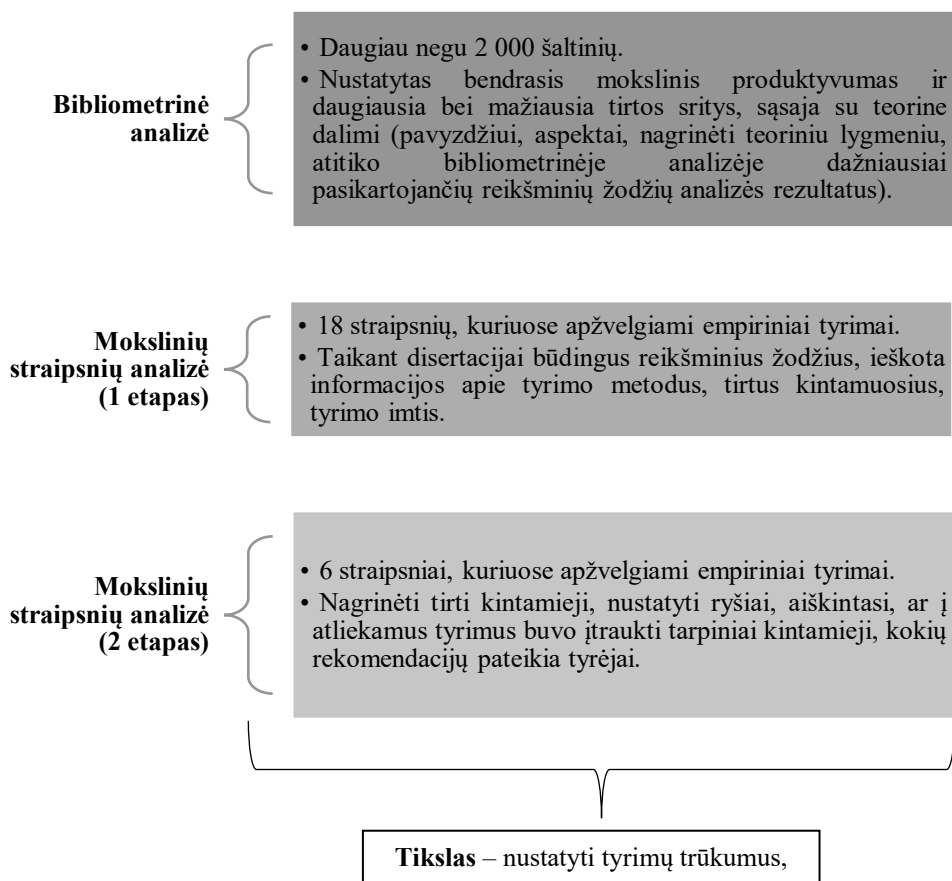 Bibliometrinė
analizė
• Daugiau negu 2 000 šaltinių.
• Nustatytas bendrasis mokslinis produktyvumas ir
daugiausia bei mažiausia tirtos sritys, sąsaja su teorine
dalimi (pavyzdžiui, aspektai, nagrinėti teoriniu lygmeniu,
atitiko bibliometrinėje analizėje dažniausiai
pasikartojančių reikšminių žodžių analizės rezultatus).
Mokslinių
straipsnių analizė
(1 etapas)
• 18 straipsnių, kuriuose apžvelgiami empiriniai tyrimai.
• Taikant disertacijai būdingus reikšminius žodžius, ieškota
informacijos apie tyrimo metodus, tirtus kintamuosius,
tyrimo imtis.
Mokslinių
straipsnių analizė
(2 etapas)
• 6 straipsniai, kuriuose apžvelgiami empiriniai tyrimai.
• Nagrinėti tirti kintamieji, nustatyti ryšiai, aiškintasi, ar į
atliekamus tyrimus buvo įtraukti tarpiniai kintamieji, kokių
rekomendacijų pateikia tyrėjai.
Tikslas – nustatyti tyrimų trūkumus,